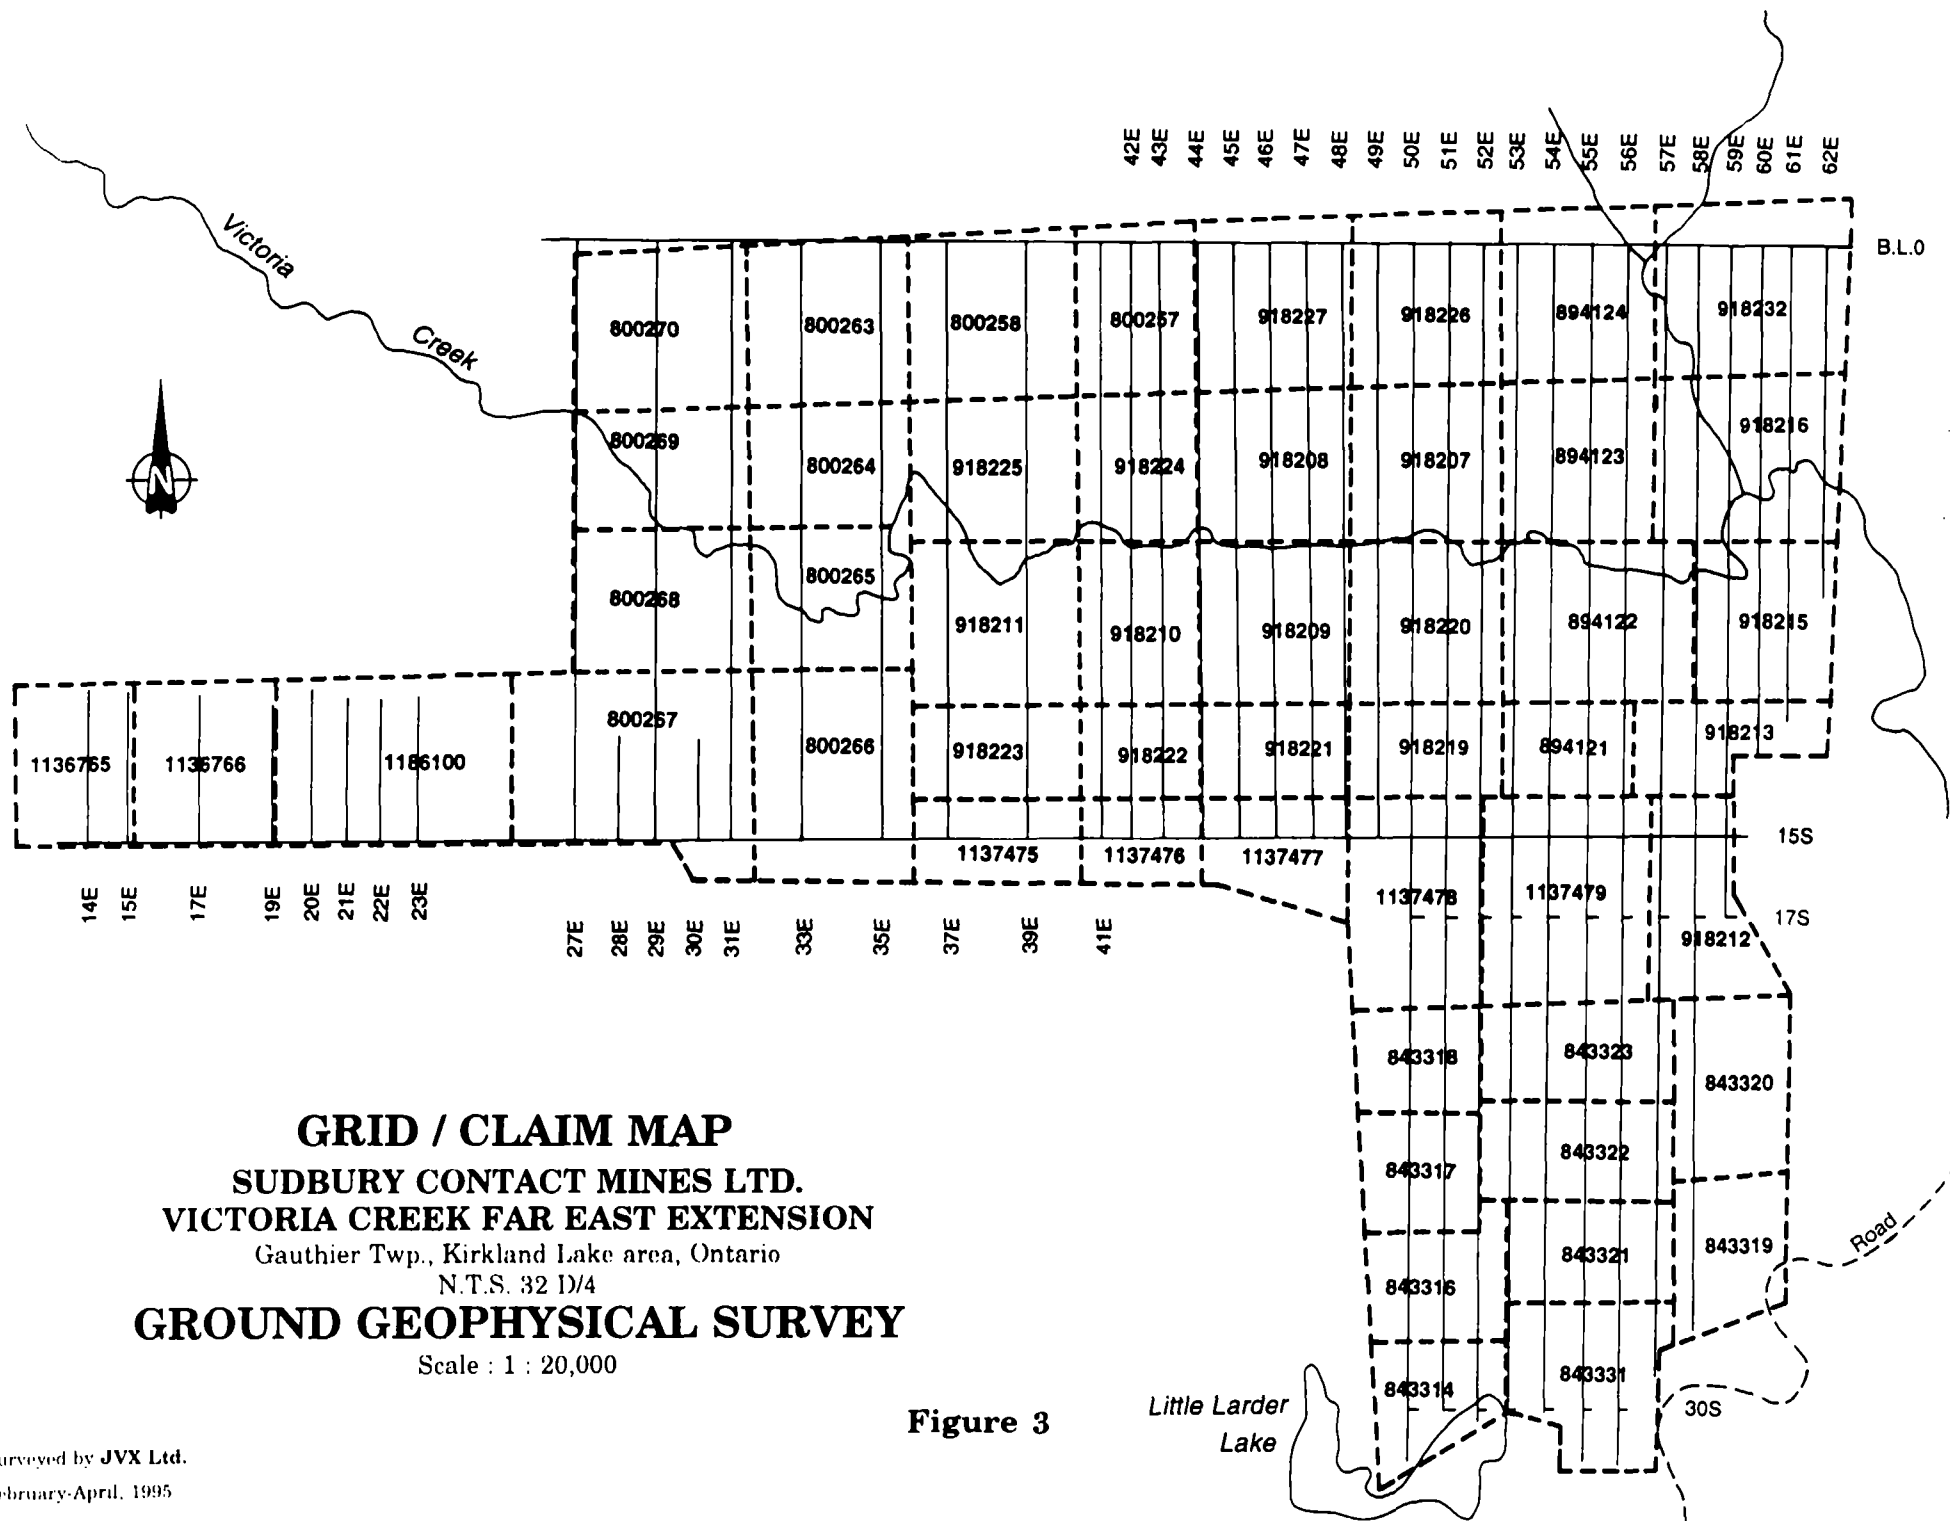 42E 43E 44E 45E 46E 47E 48E 49E 50E 51E 52E 53E 54E 55E 56E 57E 58E 59E 60E 61E 62E
Victoria
Creek
B.L.0
800270 800263 800258 800257 918227 918226 894124 918232
918216
800269 800264 918225 918224 918208 918207 894123
N
800265
800268 918211 918210 918209 918220 894122 918215
800267 918213
1136765 1136766 1186100 800266 918223 918222 918221 918219 894121
15S
1137475 1137476 1137477
14E 15E 17E 19E 20E 21E 22E 23E
1137478 1137479
17S
27E 28E 29E 30E 31E 33E 35E 37E 39E 41E
918212
843318 843323
843320
843317 843322
843316 843321 843319
Road
843314 843331
30S
GRID / CLAIM MAP
SUDBURY CONTACT MINES LTD.
VICTORIA CREEK FAR EAST EXTENSION
Gauthier Twp., Kirkland Lake area, Ontario
N.T.S. 32 D/4
GROUND GEOPHYSICAL SURVEY
Scale : 1 : 20,000
Little Larder
Lake
Figure 3
urveyed by JVX Ltd.
ebruary-April, 1995